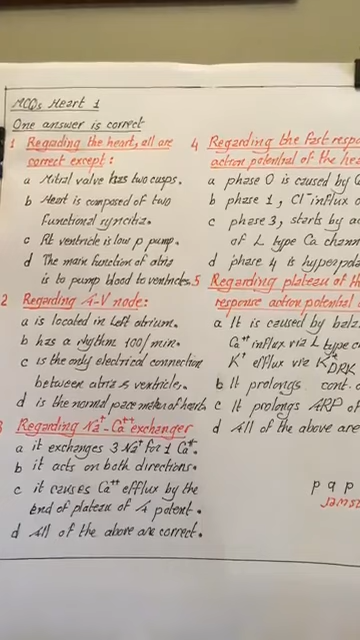 MCQs Heart 1
One answer is correct
1 Regarding the heart, all are
correct except:
a Mitral valve has two cusps.
b Heart is composed of two
Functional syncitia.
c Rt ventricle is low p pump.
d The main function of atria
is to pump blood to ventricles.
2 Regarding A-V node:
a is located in left atrium.
b has a rhythm 100/min.
c is the only electrical connection
between atria & ventricle.
d is the normal pace maker of heart.
3 Regarding Na+-Ca++ exchanger
a it exchanges 3 Na+ for 1 Ca+.
b it acts on both directions.
c it causes Ca++ efflux by the
end of plateau of A potent.
d All of the above are correct.
4 Regarding the fast resp
action potential of the hea
a phase 0 is caused by
b phase 1, Cl- influx
c phase 3, starts by
of L type Ca chann
d phase 4 is hyperpola
5 Regarding plateau of
response action potential
a It is caused by
Ca++ influx via L type
K+ efflux via K DRK
b It prolongs cont.
c It prolongs ARP of
d All of the above are
p q p